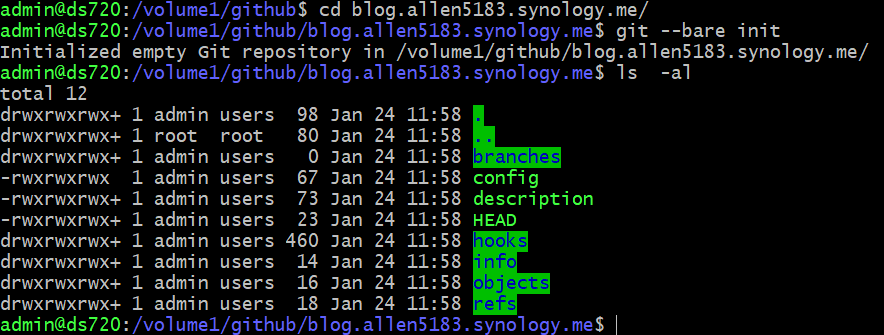 admin@ds720:/volume1/github$ cd blog.allen5183.synology.me/
admin@ds720:/volume1/github/blog.allen5183.synology.me$ git --bare init
Initialized empty Git repository in /volume1/github/blog.allen5183.synology.me/
admin@ds720:/volume1/github/blog.allen5183.synology.me$ ls  -al
total 12
drwxrwxrwx+ 1 admin users  98 Jan 24 11:58 .
drwxrwxrwx+ 1 root  root   80 Jan 24 11:58 ..
drwxrwxrwx+ 1 admin users   0 Jan 24 11:58 branches
-rwxrwxrwx  1 admin users  67 Jan 24 11:58 config
-rwxrwxrwx+ 1 admin users  73 Jan 24 11:58 description
-rwxrwxrwx+ 1 admin users  23 Jan 24 11:58 HEAD
drwxrwxrwx+ 1 admin users 460 Jan 24 11:58 hooks
drwxrwxrwx+ 1 admin users  14 Jan 24 11:58 info
drwxrwxrwx+ 1 admin users  16 Jan 24 11:58 objects
drwxrwxrwx+ 1 admin users  18 Jan 24 11:58 refs
admin@ds720:/volume1/github/blog.allen5183.synology.me$